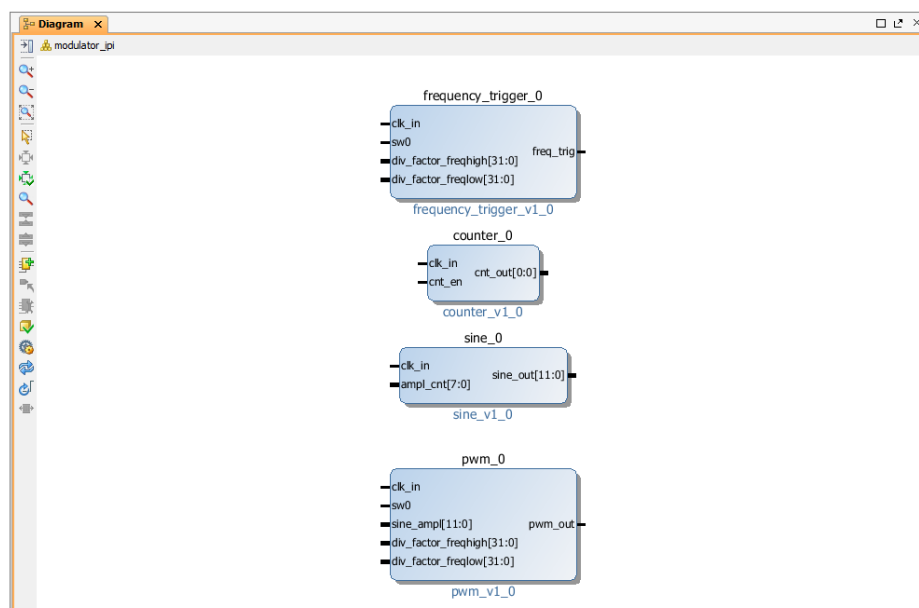 Diagram X
modulator_ipi
frequency_trigger_0
clk_in
sw0
freq_trig
div_factor_freqhigh[31:0]
div_factor_freqlow[31:0]
frequency_trigger_v1_0
counter_0
clk_in
cnt_out[0:0]
cnt_en
counter_v1_0
sine_0
clk_in
sine_out[11:0]
ampl_cnt[7:0]
sine_v1_0
pwm_0
clk_in
sw0
sine_ampl[11:0] pwm_out
div_factor_freqhigh[31:0]
div_factor_freqlow[31:0]
pwm_v1_0